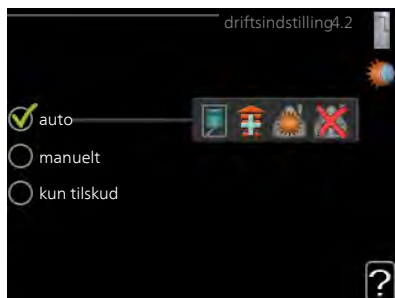 driftsindstilling4.2
auto
manuelt
kun tilskud
?